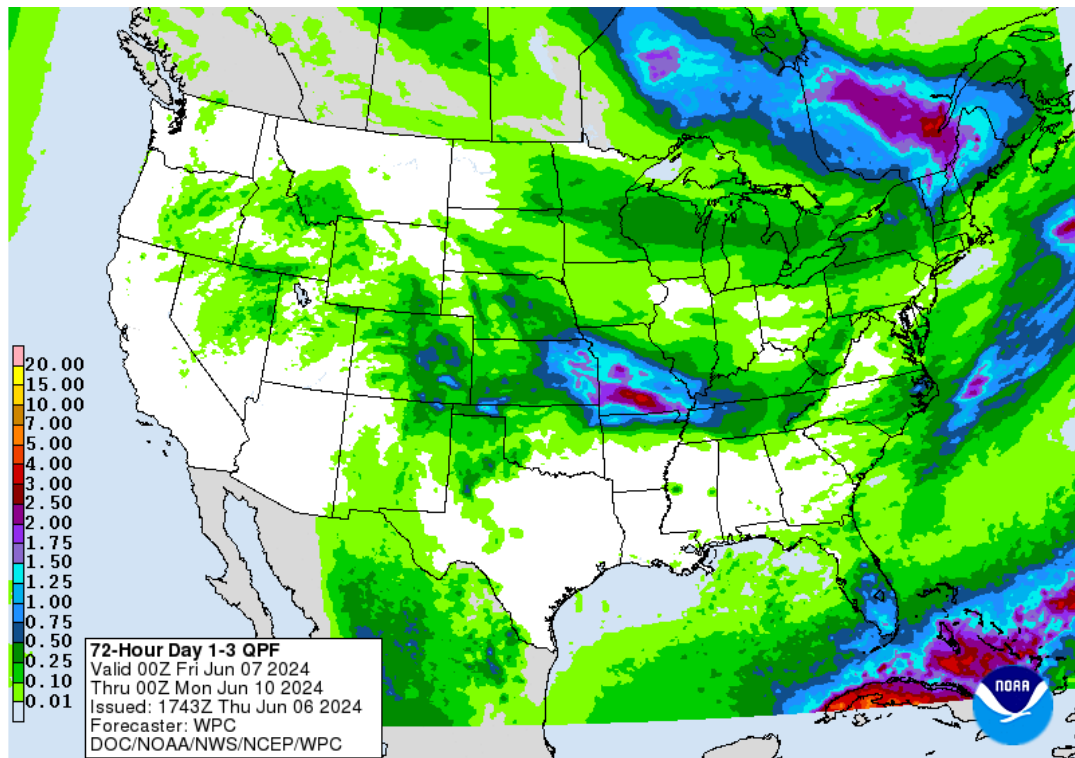 20.00
15.00
10.00
7.00
5.00
4.00
3.00
2.50
2.00
1.75
1.50
1.25
1.00
0.75
0.50
0.25
0.10
0.01
72-Hour Day 1-3 QPF
Valid 00Z Fri Jun 07 2024
Thru 00Z Mon Jun 10 2024
Issued: 1743Z Thu Jun 06 2024
Forecaster: WPC
DOC/NOAA/NWS/NCEP/WPC
NOAA